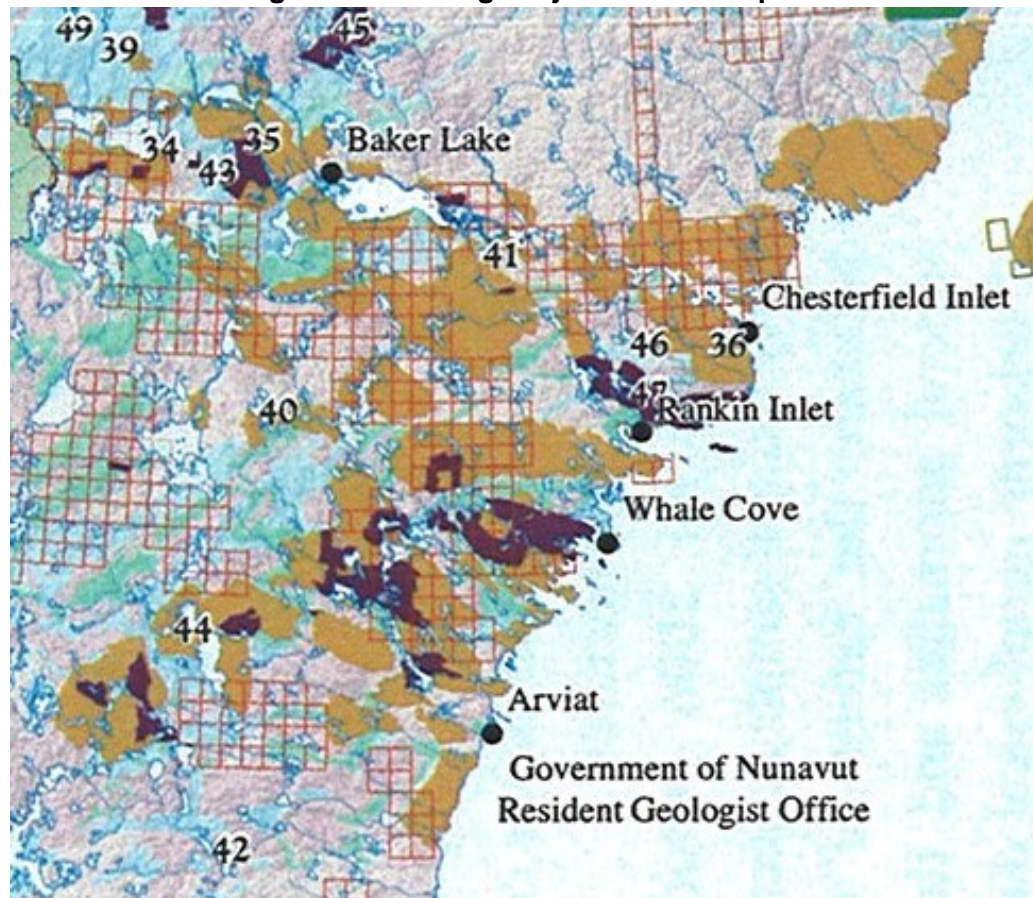 49
39
45
34
35
43
Baker Lake
41
Chesterfield Inlet
46
36
47
Rankin Inlet
40
Whale Cove
44
Arviat
Government of Nunavut
Resident Geologist Office
42